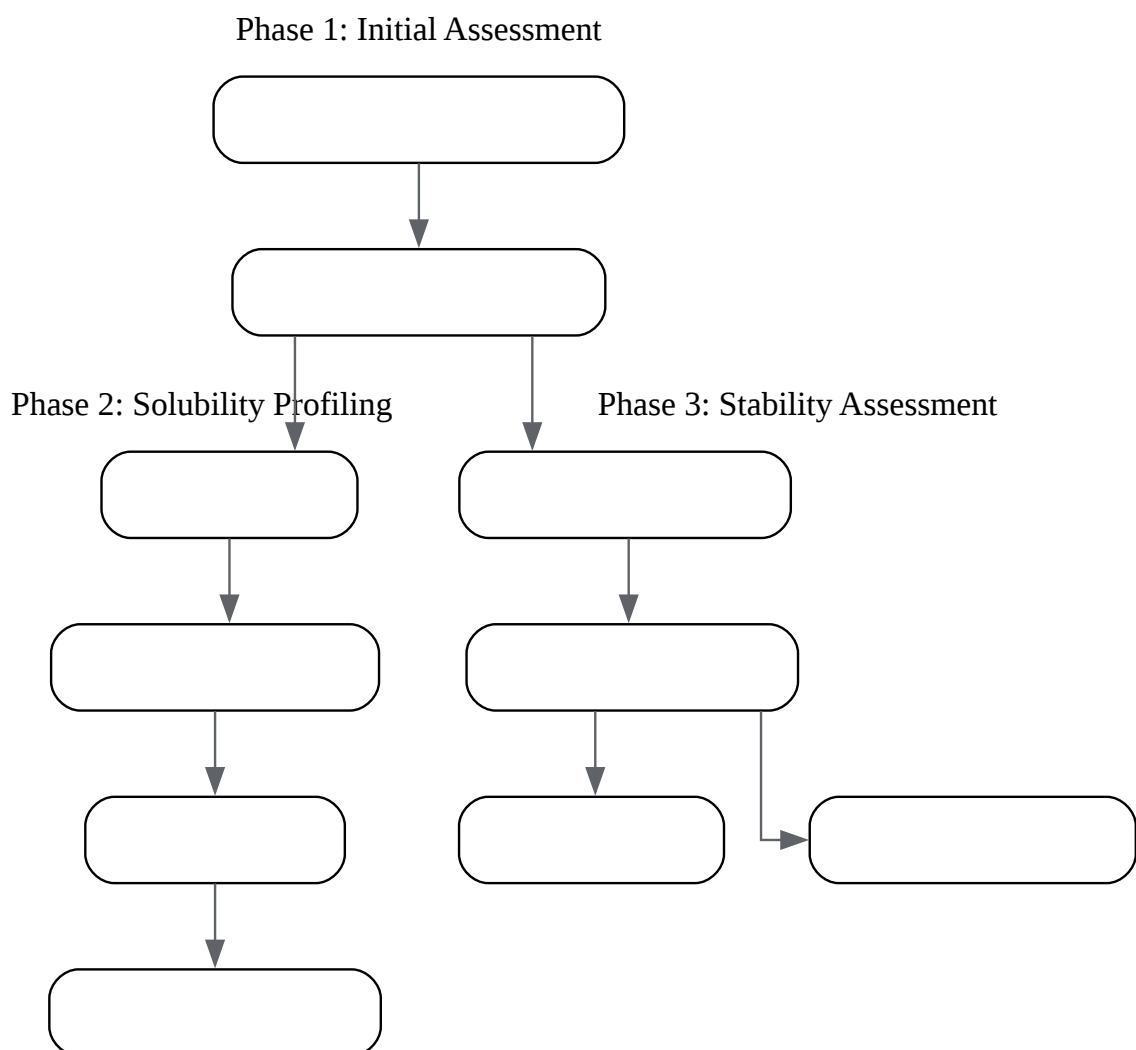 Phase 1: Initial Assessment
Phase 2: Solubility Profiling
Phase 3: Stability Assessment